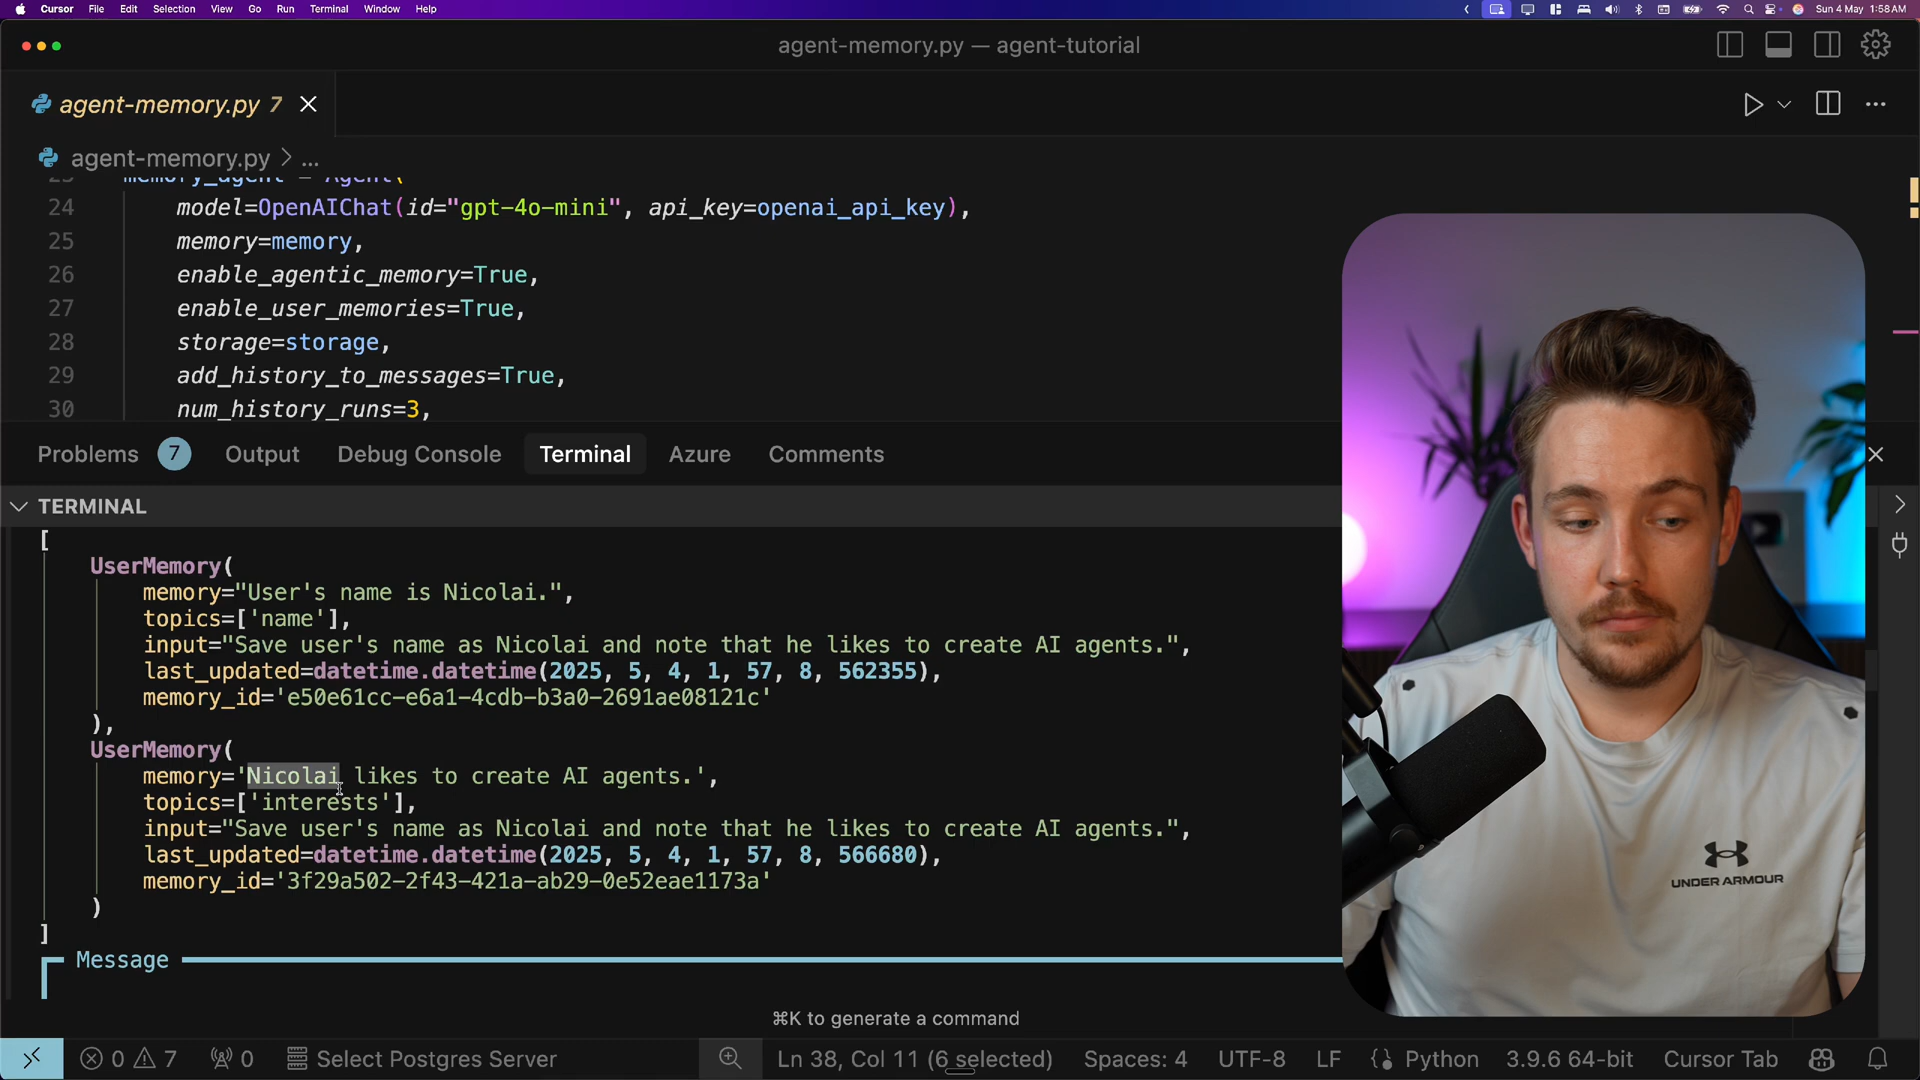 Cursor File Edit Selection View Go Run Terminal Window Help Sun 4 May 1:58 AM
agent-memory.py — agent-tutorial
agent-memory.py 7
agent-memory.py > ...
23 memory_agent = Agent(
24 model=OpenAIChat(id="gpt-4o-mini", api_key=openai_api_key),
25 memory=memory,
26 enable_agentic_memory=True,
27 enable_user_memories=True,
28 storage=storage,
29 add_history_to_messages=True,
30 num_history_runs=3,
Problems 7 Output Debug Console Terminal Azure Comments
TERMINAL
[
UserMemory(
memory="User's name is Nicolai.",
topics=['name'],
input="Save user's name as Nicolai and note that he likes to create AI agents.",
last_updated=datetime.datetime(2025, 5, 4, 1, 57, 8, 562355),
memory_id='e50e61cc-e6a1-4cdb-b3a0-2691ae08121c'
),
UserMemory(
memory='Nicolai likes to create AI agents.',
topics=['interests'],
input="Save user's name as Nicolai and note that he likes to create AI agents.",
last_updated=datetime.datetime(2025, 5, 4, 1, 57, 8, 566680),
memory_id='3f29a502-2f43-421a-ab29-0e52eae1173a'
)
]
Message
UNDER ARMOUR
⌘K to generate a command
0 7 0 Select Postgres Server Ln 38, Col 11 (6 selected) Spaces: 4 UTF-8 LF {} Python 3.9.6 64-bit Cursor Tab